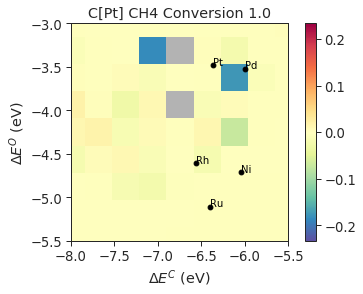 C[Pt] CH4 Conversion 1.0
−3.0
−3.5
−4.0
−4.5
−5.0
−5.5
ΔE^O (eV)
Pt
Pd
Rh
Ni
Ru
−8.0 −7.5 −7.0 −6.5 −6.0 −5.5
ΔE^C (eV)
0.2
0.1
0.0
−0.1
−0.2